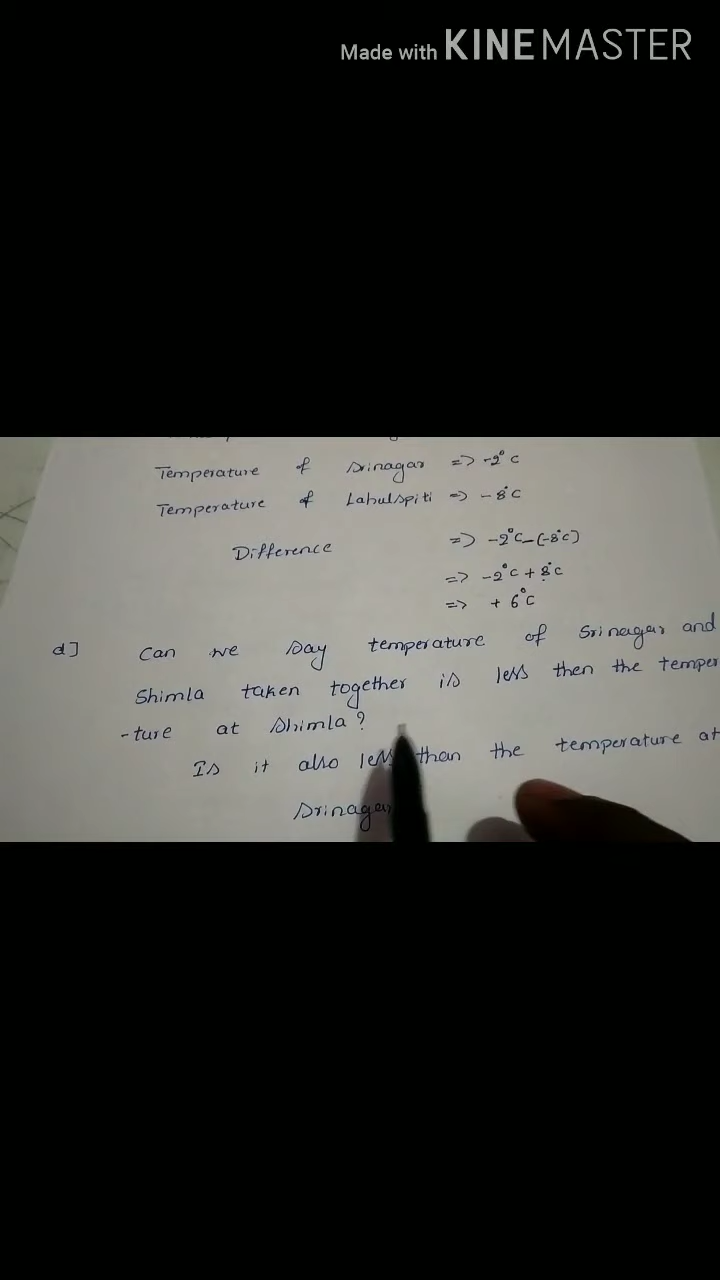 Made with KINEMASTER
Temperature of Srinagar => -2°C
Temperature of Lahulspiti => -8°C
Difference => -2°C-(-8°C)
=> -2°C + 8°C
=> + 6°C
d] Can we Say temperature of Srinagar and
Shimla taken together is less then the temper
-ture at Shimla?
Is it also less than the temperature at
Srinagar